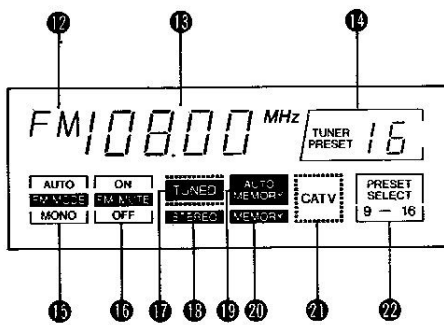 12 13 14
FM 108.00 MHz TUNER PRESET 16
AUTO FM MODE MONO
ON FM MUTE OFF
TUNED
STEREO
AUTO MEMORY
MEMORY
CATV
PRESET SELECT 9 – 16
15 16 17 18 19 20 21 22